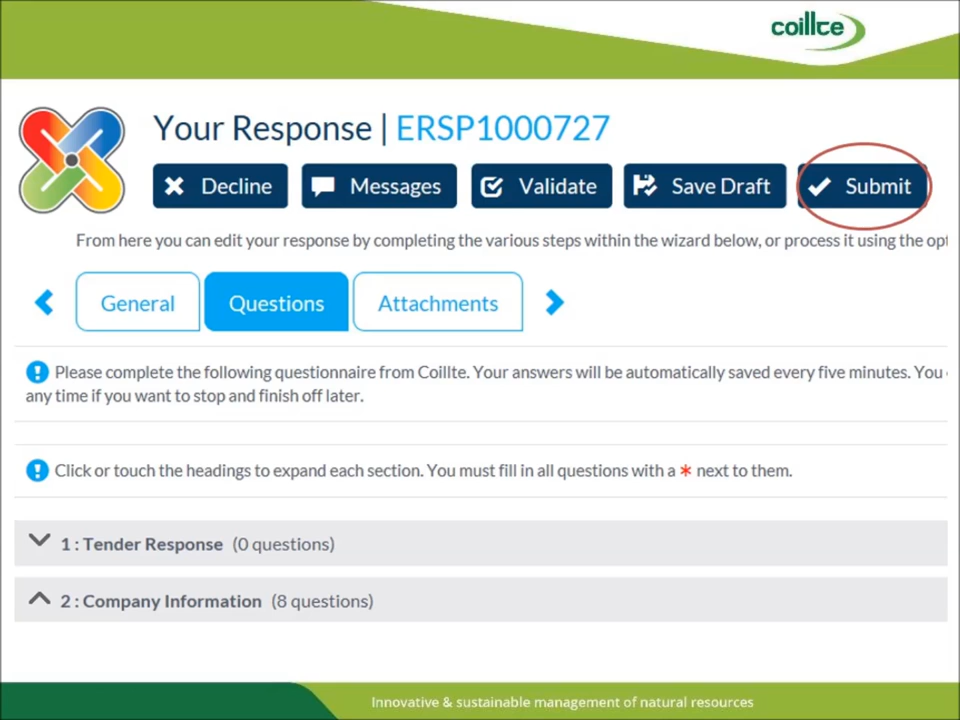 coillte
Your Response | ERSP1000727
Decline Messages Validate Save Draft Submit
From here you can edit your response by completing the various steps within the wizard below, or process it using the
General Questions Attachments
Please complete the following questionnaire from Coillte. Your answers will be automatically saved every five minutes. You
any time if you want to stop and finish off later.
Click or touch the headings to expand each section. You must fill in all questions with a * next to them.
1 : Tender Response (0 questions)
2 : Company Information (8 questions)
Innovative & sustainable management of natural resources